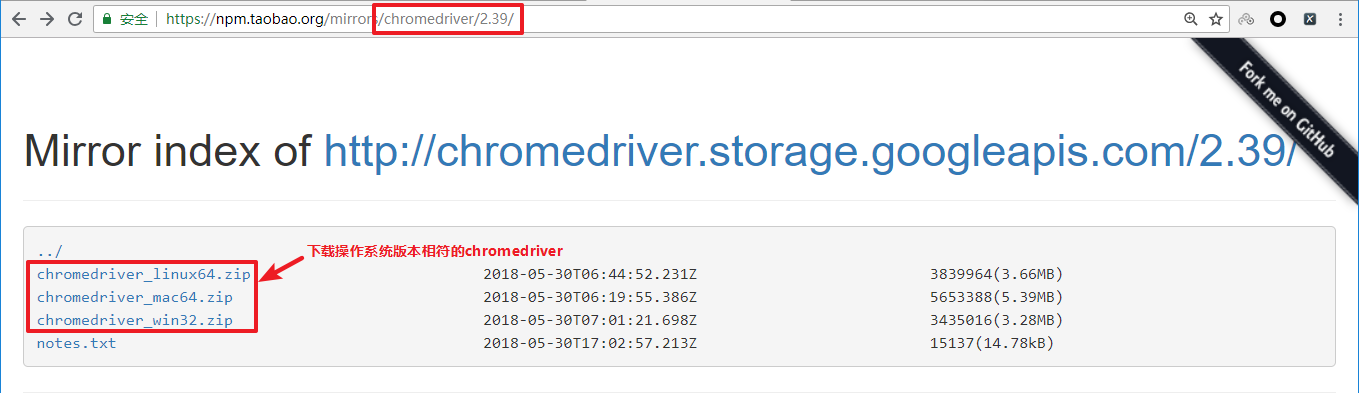 安全 https://npm.taobao.org/mirrors/chromedriver/2.39/
Fork me on GitHub
Mirror index of http://chromedriver.storage.googleapis.com/2.39/
../
下载操作系统版本相符的chromedriver
chromedriver_linux64.zip 2018-05-30T06:44:52.231Z 3839964(3.66MB)
chromedriver_mac64.zip 2018-05-30T06:19:55.386Z 5653388(5.39MB)
chromedriver_win32.zip 2018-05-30T07:01:21.698Z 3435016(3.28MB)
notes.txt 2018-05-30T17:02:57.213Z 15137(14.78kB)